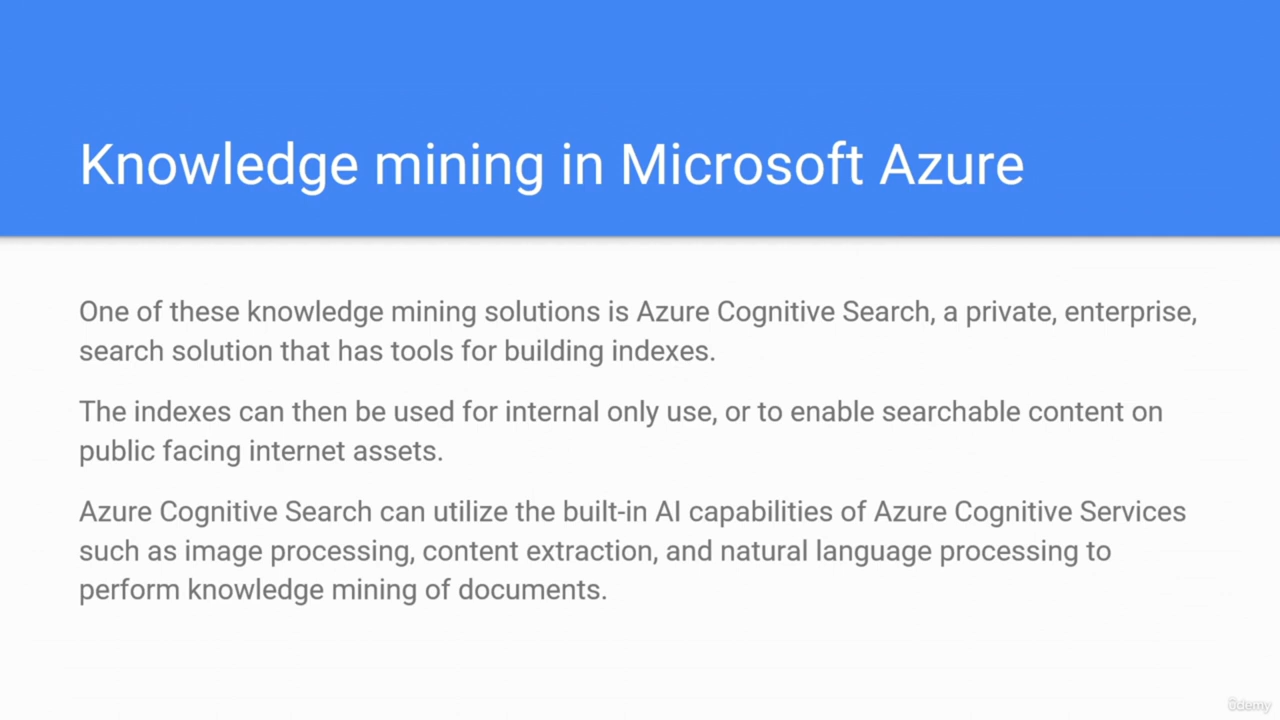 Knowledge mining in Microsoft Azure
One of these knowledge mining solutions is Azure Cognitive Search, a private, enterprise,
search solution that has tools for building indexes.
The indexes can then be used for internal only use, or to enable searchable content on
public facing internet assets.
Azure Cognitive Search can utilize the built-in AI capabilities of Azure Cognitive Services
such as image processing, content extraction, and natural language processing to
perform knowledge mining of documents.
ûdemy